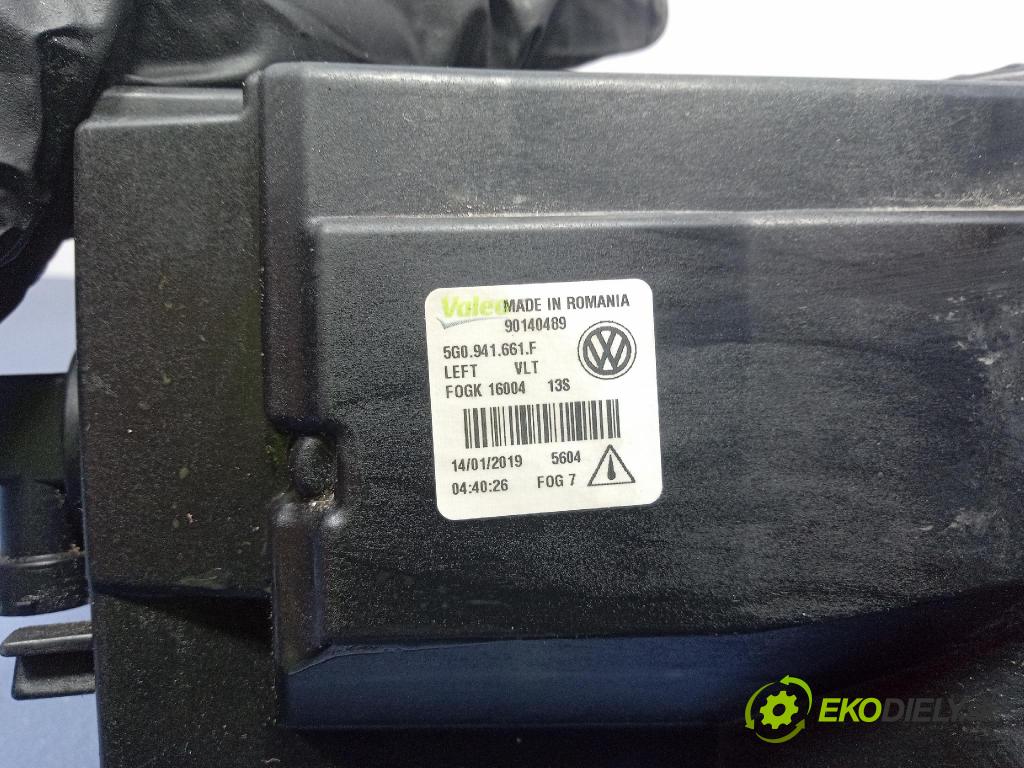 Valeo MADE IN ROMANIA
90140489
5G0.941.661.F
LEFT VLT
FOGK 16004 13S
14/01/2019 5604
04:40:26 FOG 7
EKODIELY